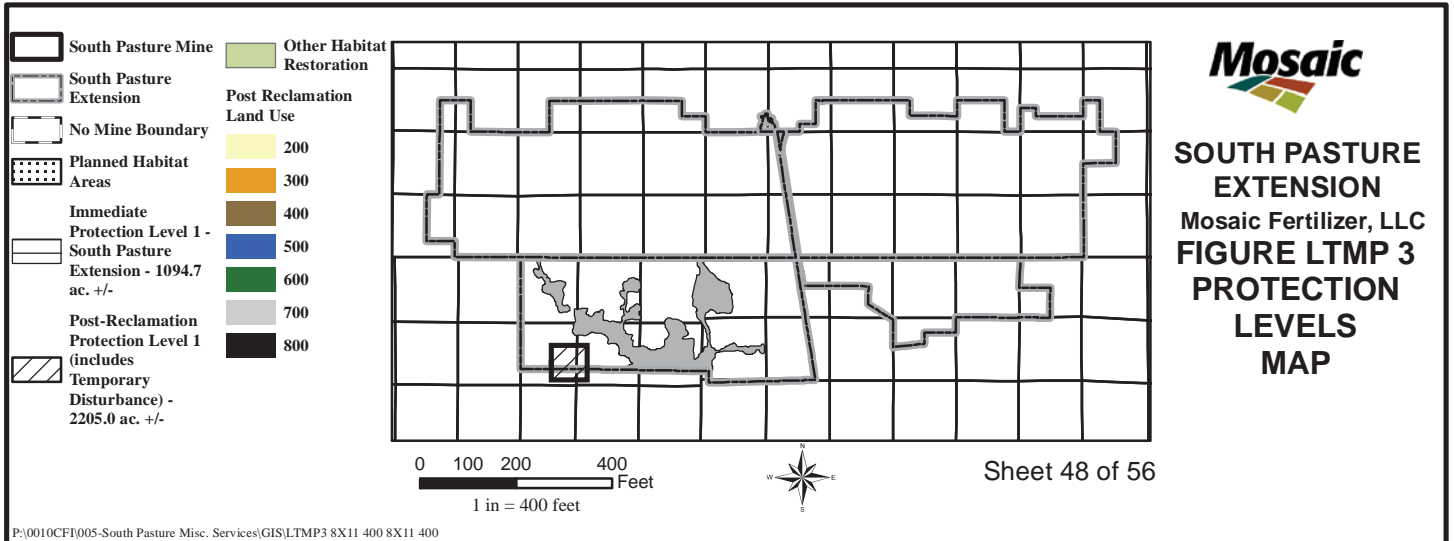 South Pasture Mine
South Pasture
Extension
No Mine Boundary
Planned Habitat
Areas
Immediate
Protection Level 1 -
South Pasture
Extension - 1094.7
ac. +/-
Post-Reclamation
Protection Level 1
(includes
Temporary
Disturbance) -
2205.0 ac. +/-
Other Habitat
Restoration
Post Reclamation
Land Use
200
300
400
500
600
700
800
0 100 200 400
Feet
1 in = 400 feet
N
W E
S
Sheet 48 of 56
Mosaic
SOUTH PASTURE
EXTENSION
Mosaic Fertilizer, LLC
FIGURE LTMP 3
PROTECTION
LEVELS
MAP
P:\0010CFI\005-South Pasture Misc. Services\GIS\LTMP3 8X11 400 8X11 400